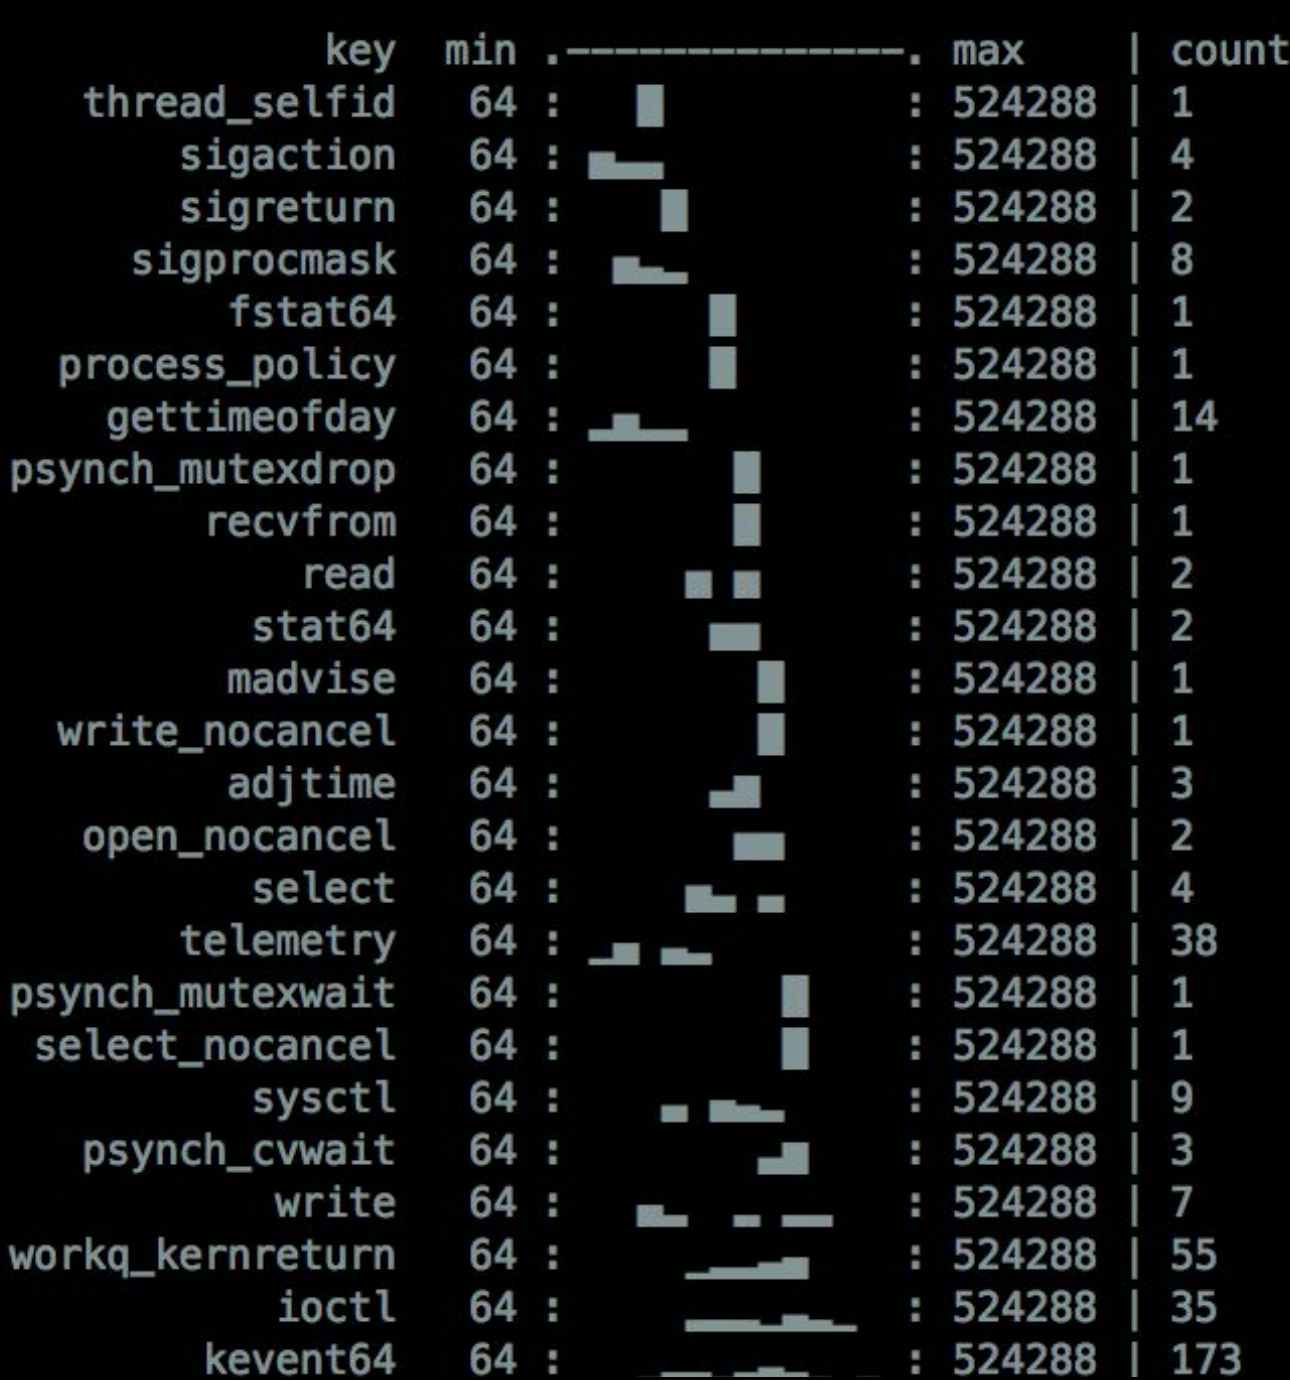 key min .--------------. max | count
thread_selfid 64 : █ : 524288 | 1
sigaction 64 : ▅▃▃ : 524288 | 4
sigreturn 64 : █ : 524288 | 2
sigprocmask 64 : ▅▃▂ : 524288 | 8
fstat64 64 : █ : 524288 | 1
process_policy 64 : █ : 524288 | 1
gettimeofday 64 : ▂▅▂▂ : 524288 | 14
psynch_mutexdrop 64 : █ : 524288 | 1
recvfrom 64 : █ : 524288 | 1
read 64 : ▅ ▅ : 524288 | 2
stat64 64 : ▅▅ : 524288 | 2
madvise 64 : █ : 524288 | 1
write_nocancel 64 : █ : 524288 | 1
adjtime 64 : ▃▆ : 524288 | 3
open_nocancel 64 : ▅▅ : 524288 | 2
select 64 : ▅▃ ▃ : 524288 | 4
telemetry 64 : ▁▄ ▃▂ : 524288 | 38
psynch_mutexwait 64 : █ : 524288 | 1
select_nocancel 64 : █ : 524288 | 1
sysctl 64 : ▃ ▄▃▂ : 524288 | 9
psynch_cvwait 64 : ▃▆ : 524288 | 3
write 64 : ▄▂ ▂ ▂▂ : 524288 | 7
workq_kernreturn 64 : ▁▂▂▃▄ : 524288 | 55
ioctl 64 : ▂▂▂▁▃▂▁ : 524288 | 35
kevent64 64 : : 524288 | 173